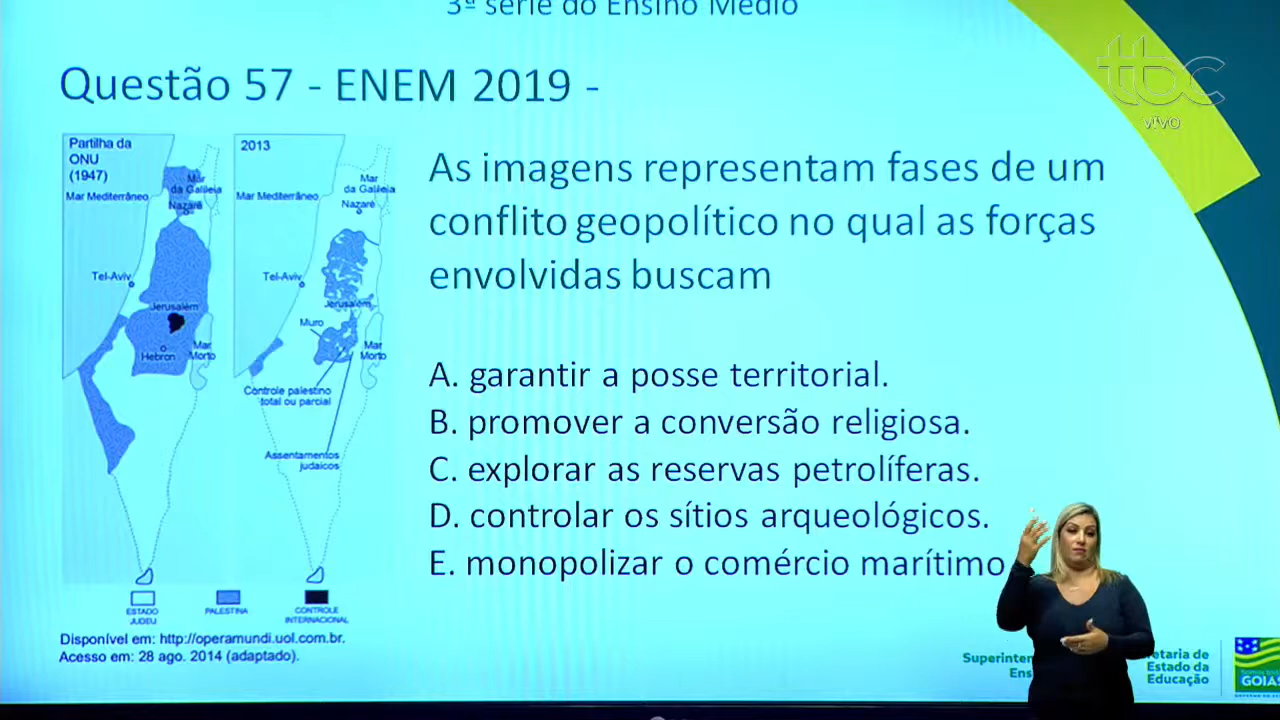 3ª série do Ensino Médio
tbc
vivo
Questão 57 - ENEM 2019 -
Partilha da
ONU
(1947)
Mar Mediterrâneo
Mar
da Galileia
Nazaré
Tel-Aviv
Jerusalém
Hebron
Mar
Morto
2013
Mar Mediterrâneo
Mar
da Galileia
Nazaré
Tel-Aviv
Jerusalém
Muro
Mar
Morto
Controle palestino
total ou parcial
Assentamentos
judaicos
ESTADO
JUDEU
PALESTINA
CONTROLE
INTERNACIONAL
Disponível em: http://operamundi.uol.com.br.
Acesso em: 28 ago. 2014 (adaptado).
As imagens representam fases de um
conflito geopolítico no qual as forças
envolvidas buscam
A. garantir a posse territorial.
B. promover a conversão religiosa.
C. explorar as reservas petrolíferas.
D. controlar os sítios arqueológicos.
E. monopolizar o comércio marítimo
Estado da
Educação
GOIÁS